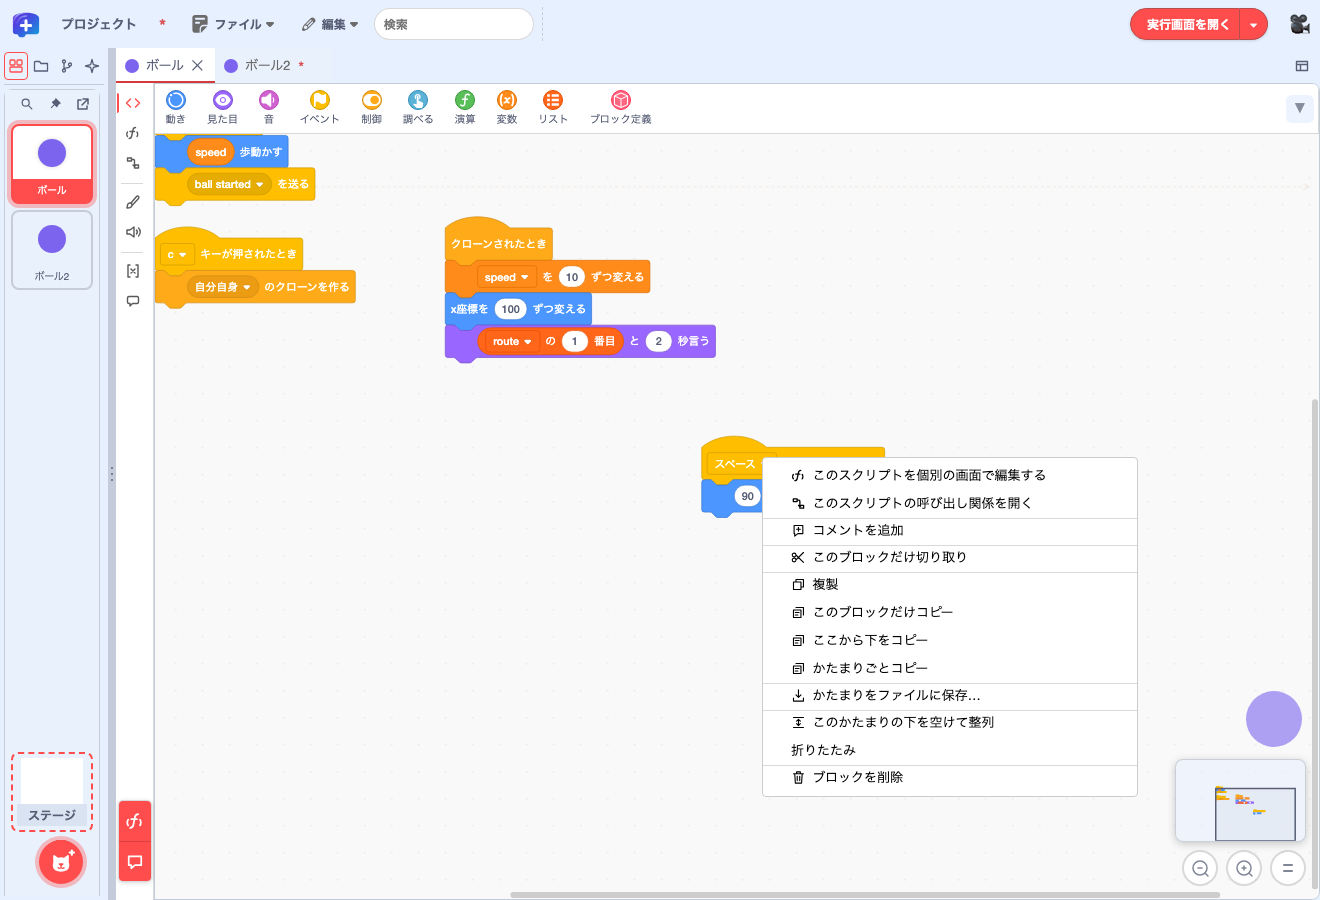 プロジェクト
*
ファイル
編集
検索
実行画面を開く
ボール
ボール2
*
動き
見た目
音
イベント
制御
調べる
演算
変数
リスト
ブロック定義
ボール
ボール2
ステージ
speed 歩動かす
ball started を送る
c キーが押されたとき
自分自身 のクローンを作る
クローンされたとき
speed を 10 ずつ変える
x座標を 100 ずつ変える
route の 1 番目 と 2 秒言う
スペース
90
このスクリプトを個別の画面で編集する
このスクリプトの呼び出し関係を開く
コメントを追加
このブロックだけ切り取り
複製
このブロックだけコピー
ここから下をコピー
かたまりごとコピー
かたまりをファイルに保存...
このかたまりの下を空けて整列
折りたたみ
ブロックを削除